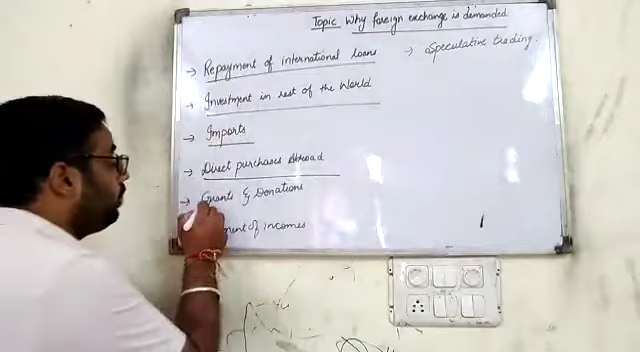 Topic Why foreign exchange is demanded
→ Repayment of international loans
→ Investment in rest of the World
→ Imports
→ Direct purchases Abroad
→ Grants & Donations
of incomes
→ Speculative trading.